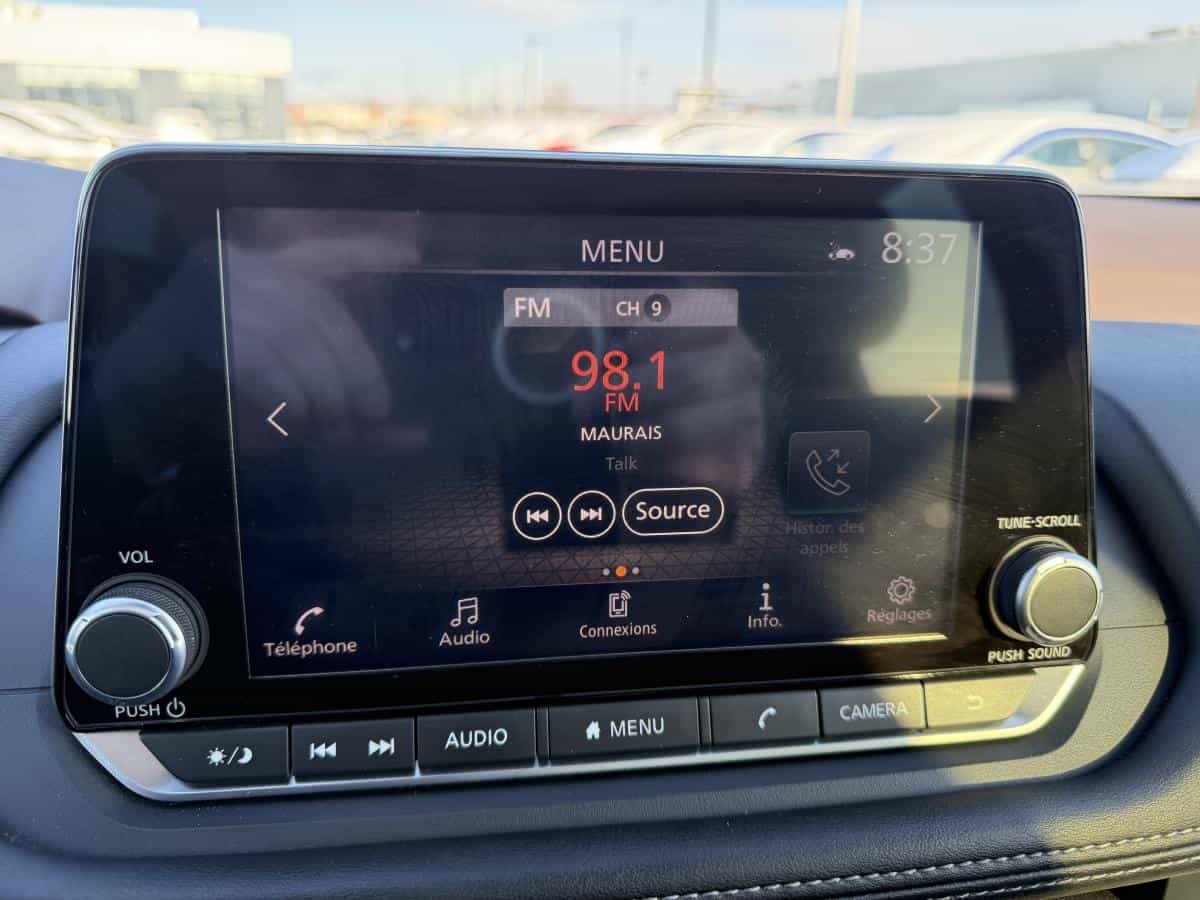 MENU
8:37
FM
CH 9
98.1
FM
MAURAIS
Talk
Source
Histor. des
appels
Téléphone
Audio
Connexions
Info.
Réglages
VOL
PUSH
TUNE·SCROLL
PUSH SOUND
AUDIO
MENU
CAMERA